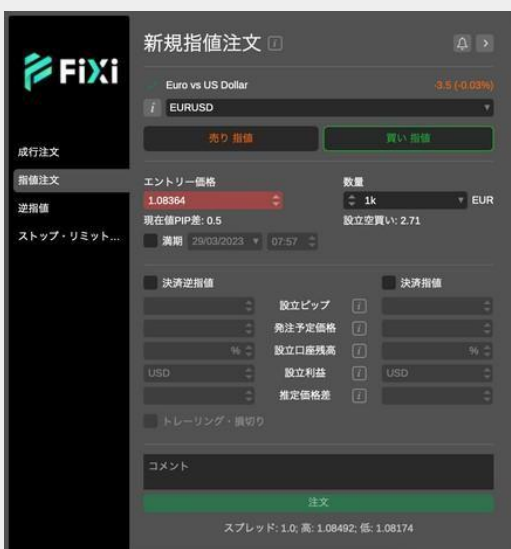 FiXi
成行注文
指値注文
逆指値
ストップ・リミット...
新規指値注文 i
Euro vs US Dollar -3.5 (-0.03%)
i EURUSD
売り 指値 買い 指値
エントリー価格 数量
1.08364 1k EUR
現在値PIP差: 0.5 設立空買い: 2.71
満期 29/03/2023 07:57
決済逆指値 決済指値
設立ピップ i
発注予定価格 i
% 設立口座残高 i %
USD 設立利益 i USD
推定価格差 i
トレーリング・損切り
コメント
注文
スプレッド: 1.0; 高: 1.08492; 低: 1.08174